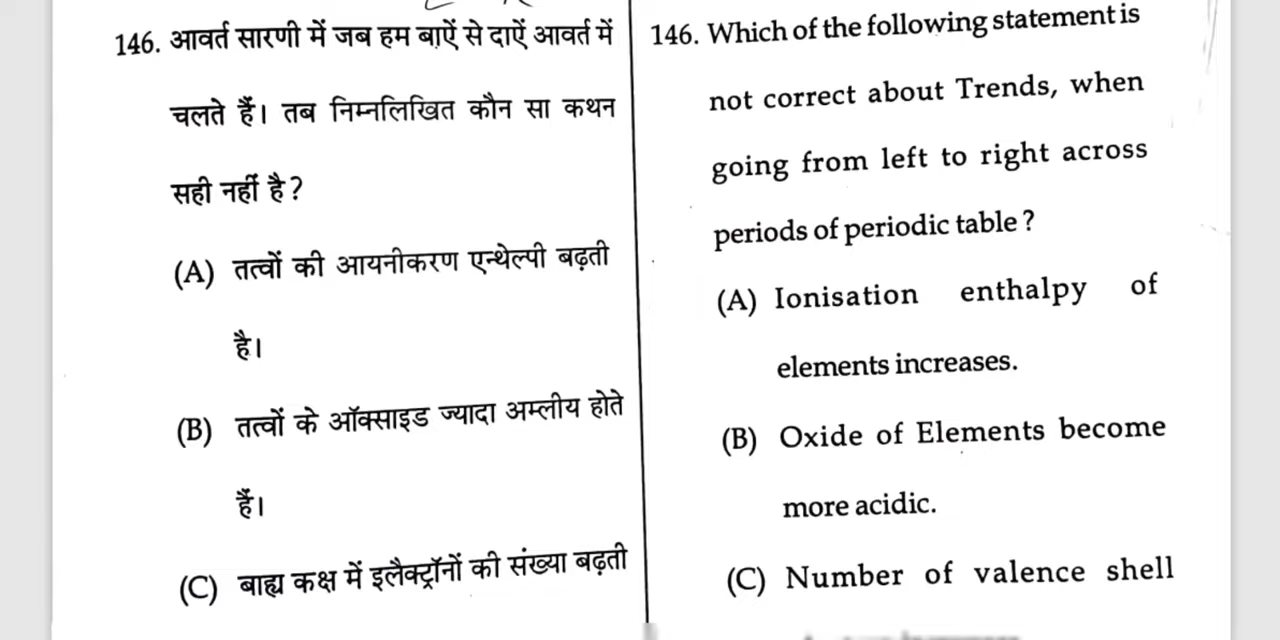 146. आवर्त सारणी में जब हम बाऐं से दाऐं आवर्त में
चलते हैं। तब निम्नलिखित कौन सा कथन
सही नहीं है?
(A) तत्वों की आयनीकरण एन्थेल्पी बढ़ती
है।
(B) तत्वों के ऑक्साइड ज्यादा अम्लीय होते
हैं।
(C) बाह्य कक्ष में इलैक्ट्रॉनों की संख्या बढ़ती
146. Which of the following statement is
not correct about Trends, when
going from left to right across
periods of periodic table?
(A) Ionisation enthalpy of
elements increases.
(B) Oxide of Elements become
more acidic.
(C) Number of valence shell